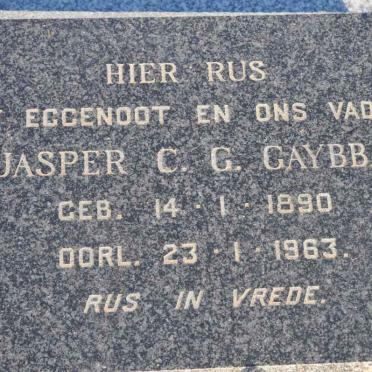 HIER RUS
EGGENOOT EN ONS
JASPER C. G.
GEB. 14·1·1890
OORL. 23·1·1963.
RUS IN VREDE.